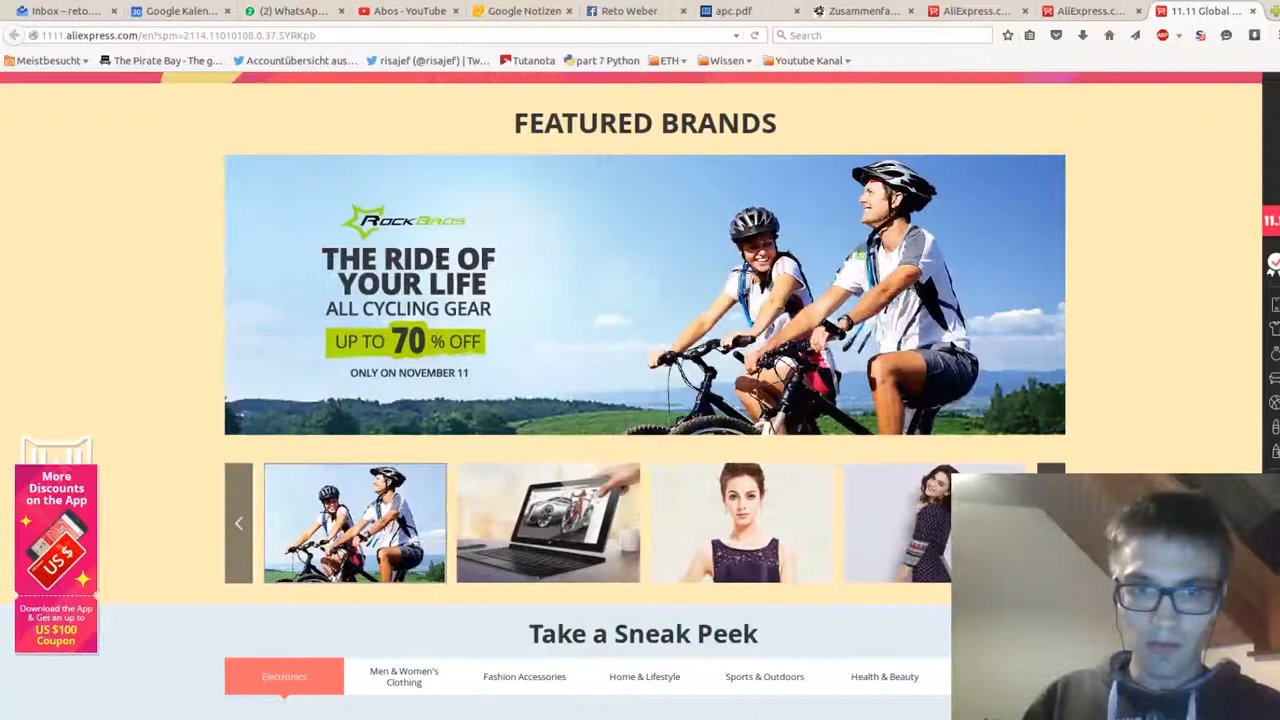 Inbox – reto....
Google Kalen...
(2) WhatsAp...
Abos - YouTube
Google Notizen
Reto Weber
apc.pdf
Zusammenfa...
AliExpress.c...
AliExpress.c...
11.11 Global ...
1111.aliexpress.com/en?spm=2114.11010108.0.37.5YRKpb
Search
Meistbesucht
The Pirate Bay - The g...
Accountübersicht aus...
risajef (@risajef) | Tw...
Tutanota
part 7 Python
ETH
Wissen
Youtube Kanal
FEATURED BRANDS
ROCKBROS
THE RIDE OF
YOUR LIFE
ALL CYCLING GEAR
UP TO 70 % OFF
ONLY ON NOVEMBER 11
11.
More
Discounts
on the App
US $
Download the App
& Get an up to
US $100
Coupon
Take a Sneak Peek
Electronics
Men & Women's
Clothing
Fashion Accessories
Home & Lifestyle
Sports & Outdoors
Health & Beauty